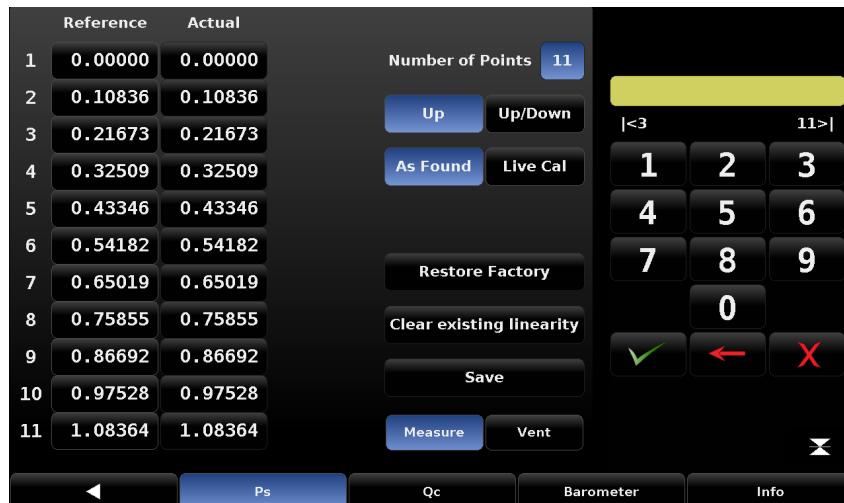 Reference Actual
1 0.00000 0.00000
2 0.10836 0.10836
3 0.21673 0.21673
4 0.32509 0.32509
5 0.43346 0.43346
6 0.54182 0.54182
7 0.65019 0.65019
8 0.75855 0.75855
9 0.86692 0.86692
10 0.97528 0.97528
11 1.08364 1.08364
Number of Points 11
Up Up/Down
As Found Live Cal
Restore Factory
Clear existing linearity
Save
Measure Vent
|<3 11>|
1 2 3
4 5 6
7 8 9
0
X
Ps Qc Barometer Info